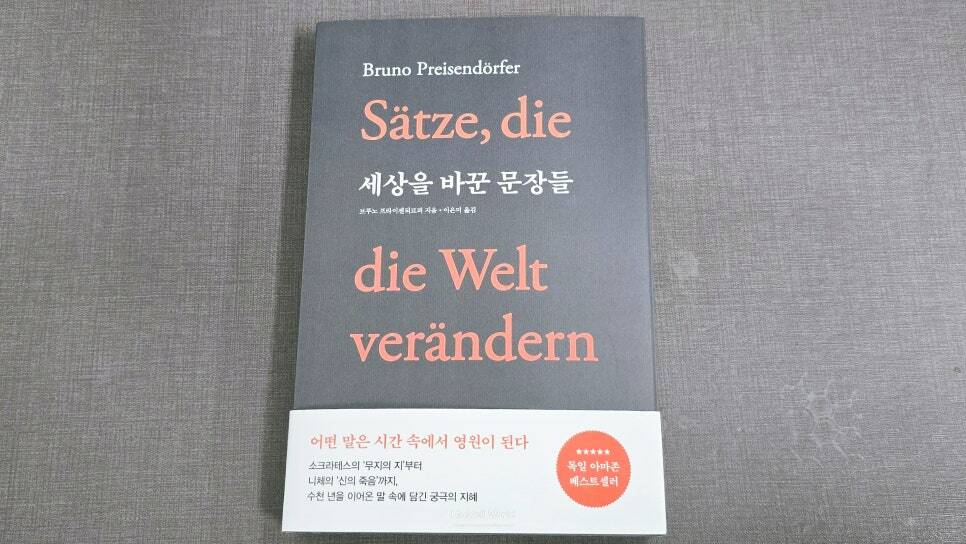 Bruno Preisendörfer
Sätze, die
세상을 바꾼 문장들
브루노 프라이젠되르퍼 지음 • 이은미 옮김
die Welt
verändern
어떤 말은 시간 속에서 영원이 된다
소크라테스의 ‘무지의 지’부터
니체의 ‘신의 죽음’까지,
수천 년을 이어온 말 속에 담긴 궁극의 지혜
★★★★★
독일 아마존
베스트셀러